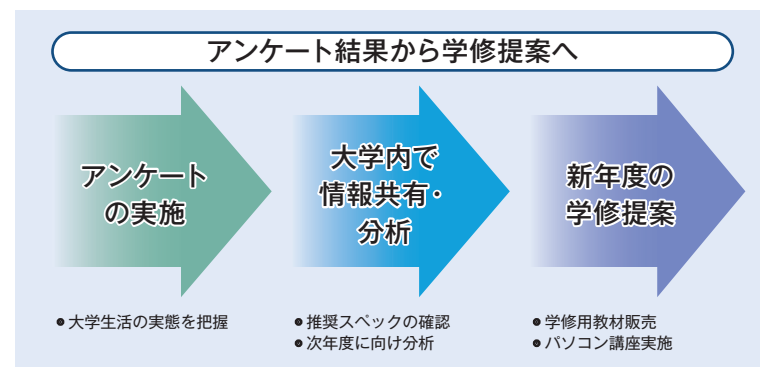 アンケート結果から学修提案へ
アンケート
の実施
大学内で
情報共有・
分析
新年度の
学修提案
●大学生活の実態を把握
●推奨スペックの確認
●次年度に向け分析
●学修用教材販売
●パソコン講座実施